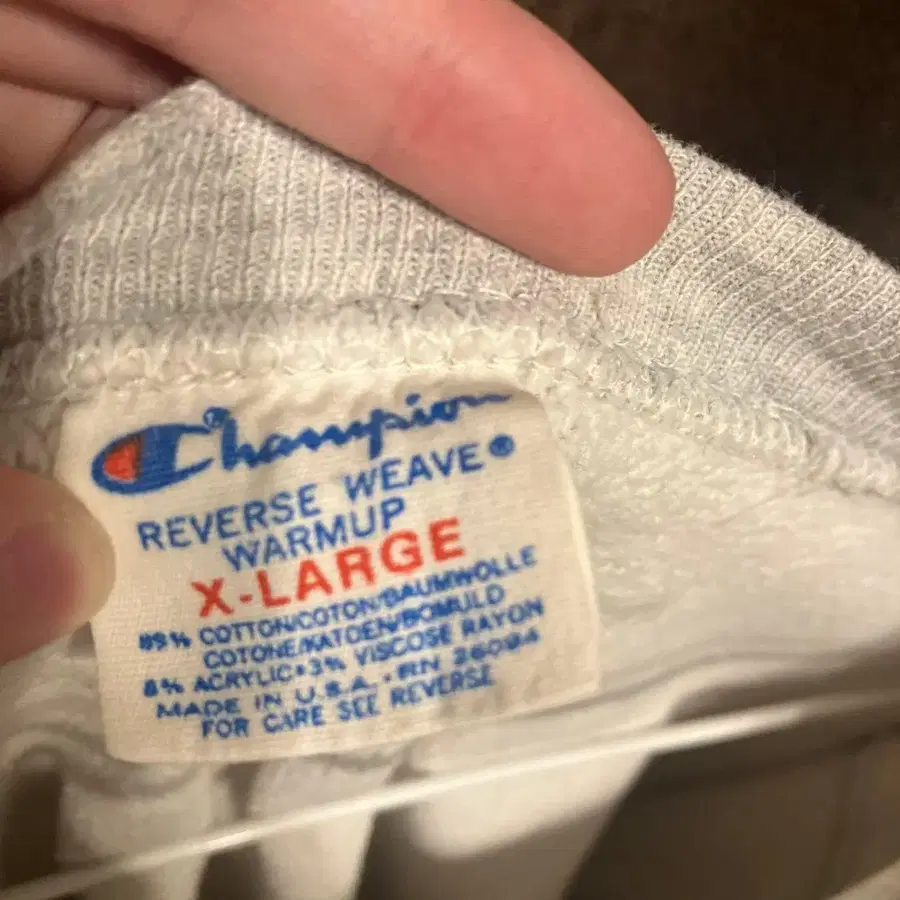 Champion
REVERSE WEAVE®
WARMUP
X-LARGE
89% COTTON/COTON/BAUMWOLLE
COTONE/KATOEN/BOMULD
8% ACRYLIC•3% VISCOSE RAYON
MADE IN U.S.A. • RN 26094
FOR CARE SEE REVERSE